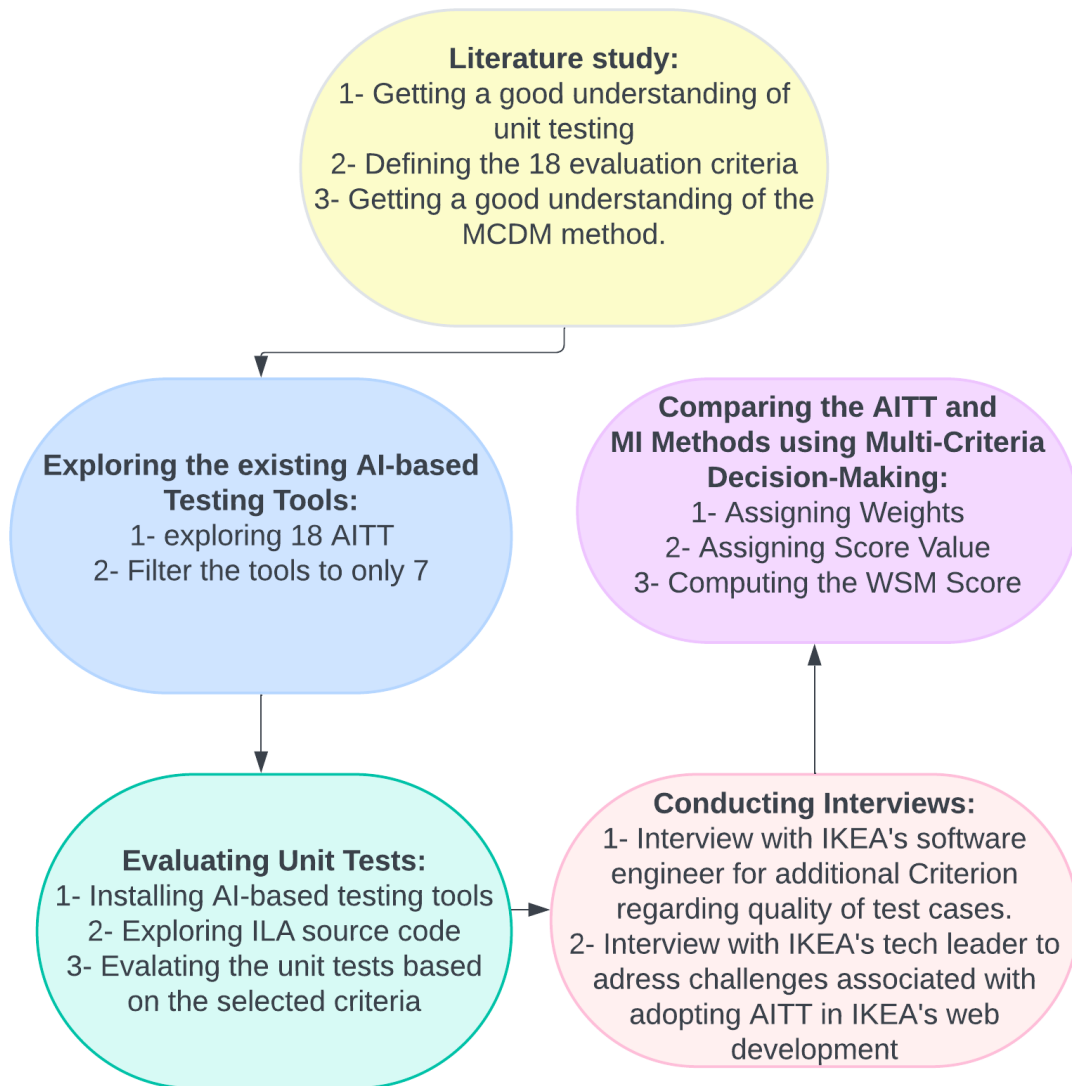 Literature study:
1- Getting a good understanding of
unit testing
2- Defining the 18 evaluation criteria
3- Getting a good understanding of the
MCDM method.
Exploring the existing AI-based
Testing Tools:
1- exploring 18 AITT
2- Filter the tools to only 7
Evaluating Unit Tests:
1- Installing AI-based testing tools
2- Exploring ILA source code
3- Evalating the unit tests based
on the selected criteria
Conducting Interviews:
1- Interview with IKEA's software
engineer for additional Criterion
regarding quality of test cases.
2- Interview with IKEA's tech leader to
adress challenges associated with
adopting AITT in IKEA's web
development
Comparing the AITT and
MI Methods using Multi-Criteria
Decision-Making:
1- Assigning Weights
2- Assigning Score Value
3- Computing the WSM Score